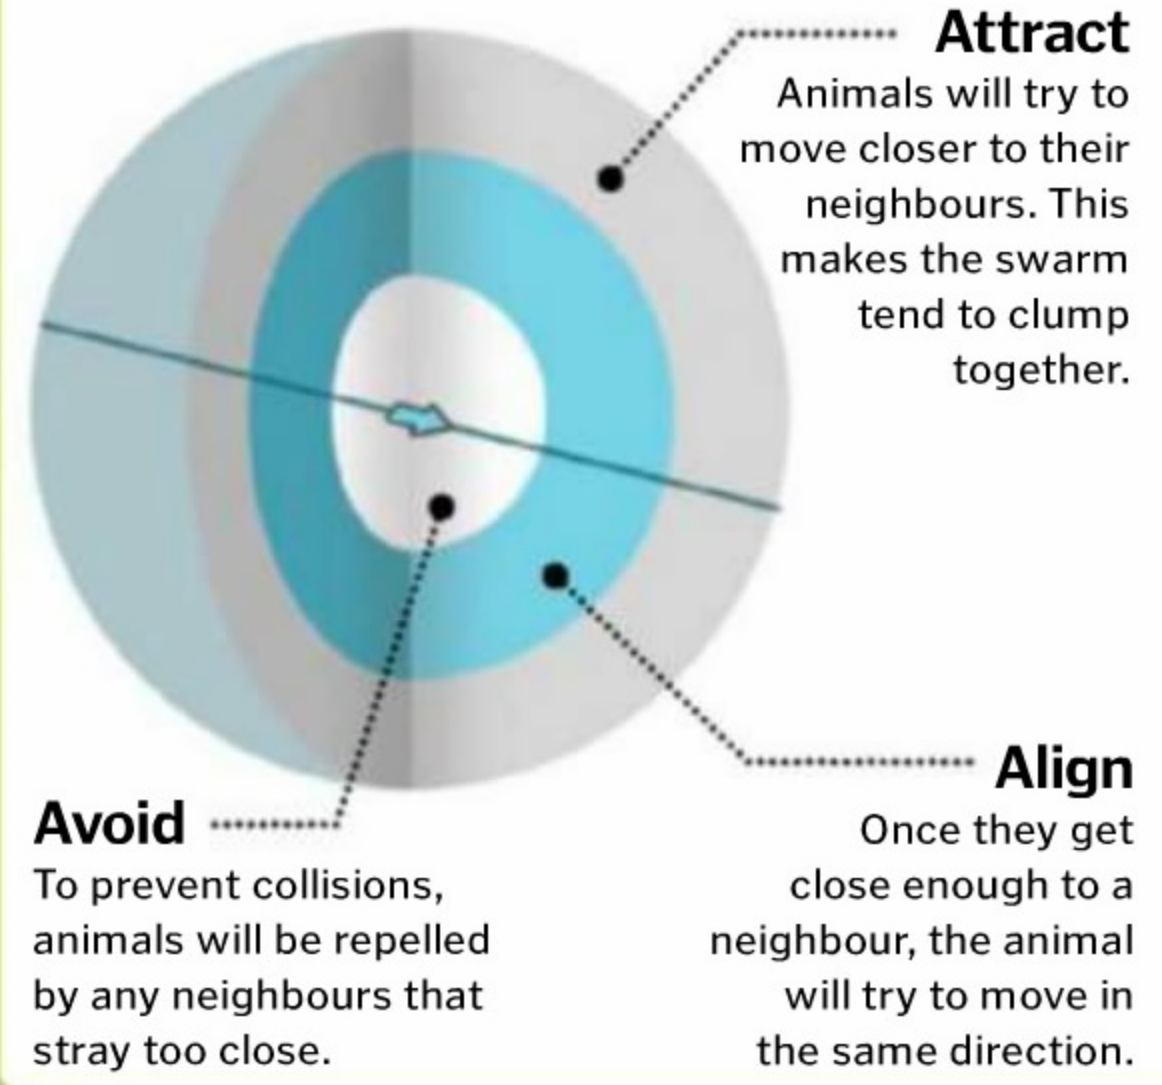 Attract
Animals will try to
move closer to their
neighbours. This
makes the swarm
tend to clump
together.
Avoid
To prevent collisions,
animals will be repelled
by any neighbours that
stray too close.
Align
Once they get
close enough to a
neighbour, the animal
will try to move in
the same direction.